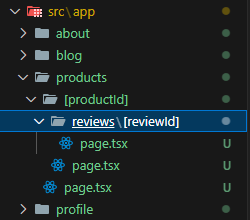 src\app
about
blog
products
[productId]
reviews\[reviewId]
page.tsx U
page.tsx U
page.tsx U
profile